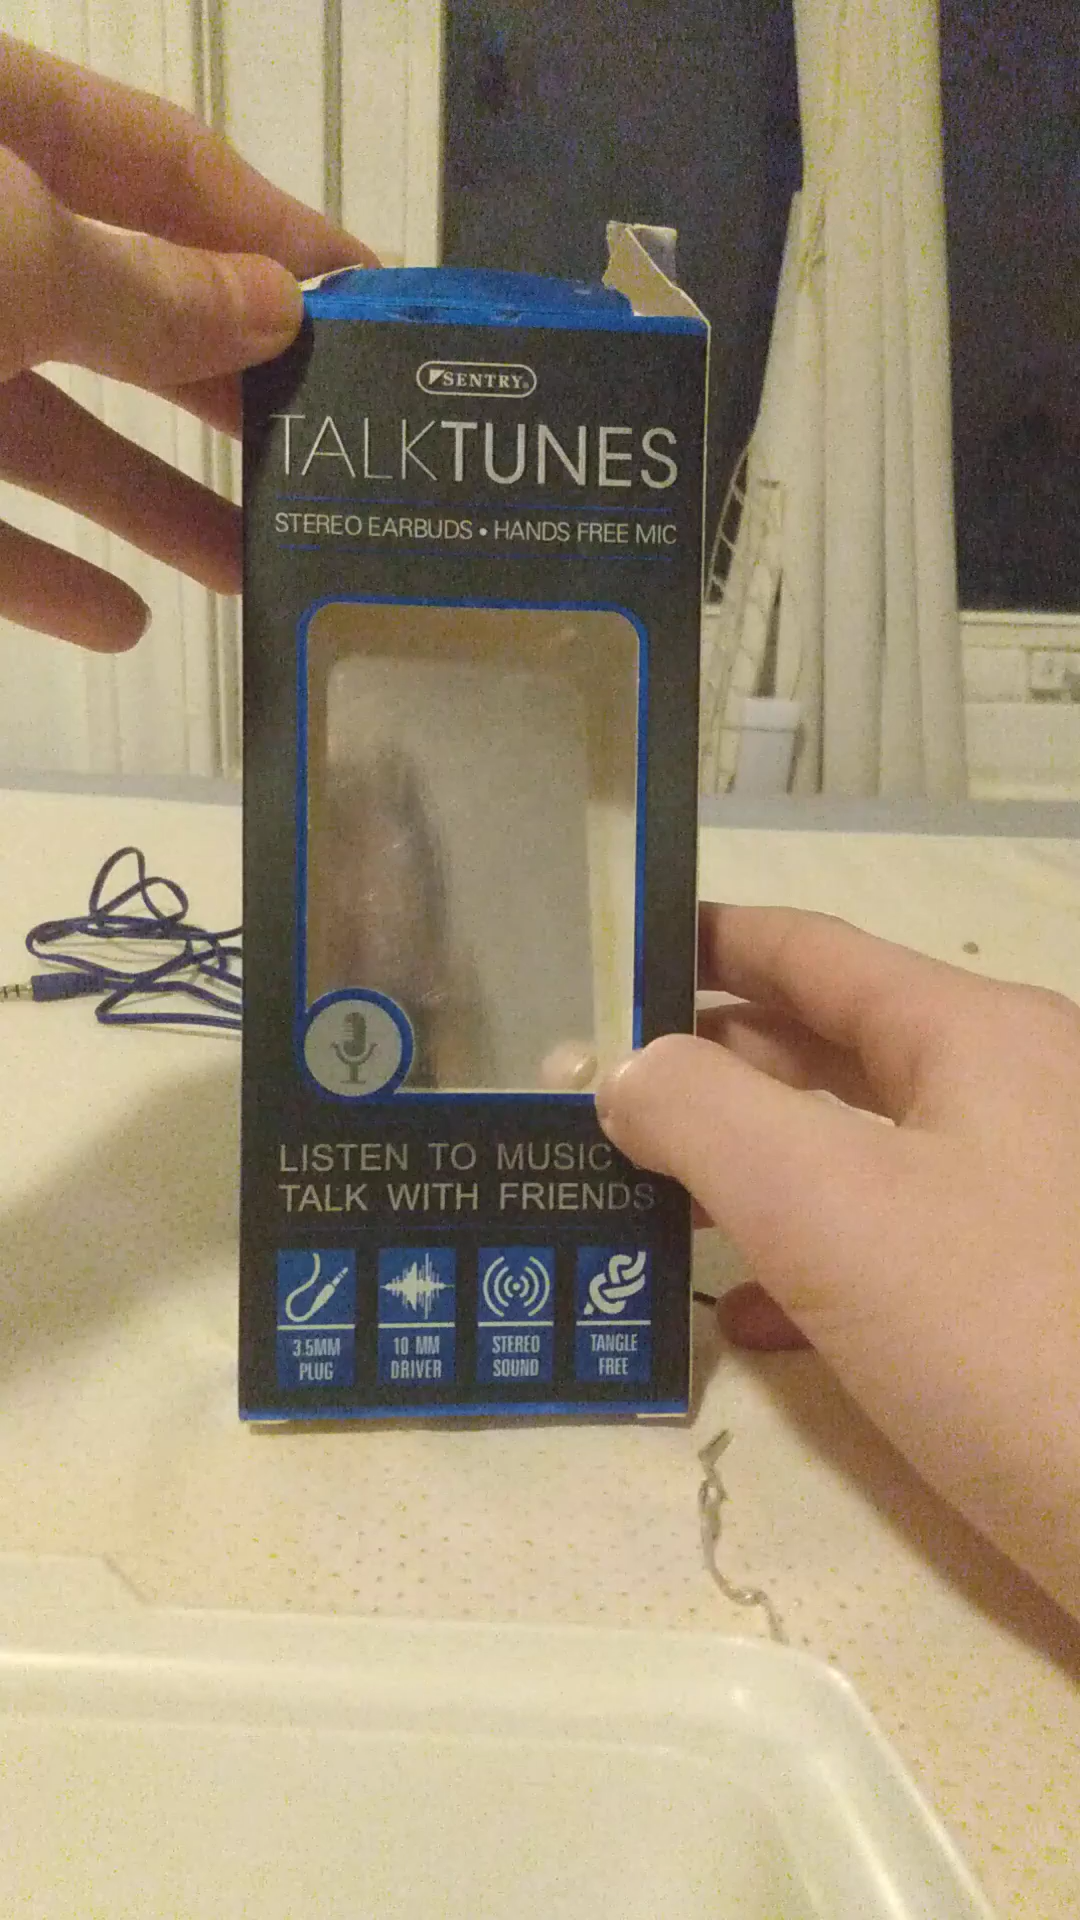 SENTRY®
TALKTUNES
STEREO EARBUDS • HANDS FREE MIC
LISTEN TO MUSIC
TALK WITH FRIENDS
3.5MM PLUG
10 MM DRIVER
STEREO SOUND
TANGLE FREE